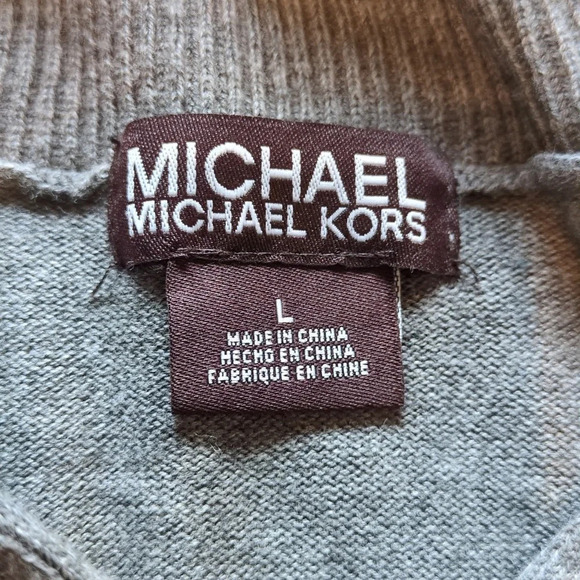 MICHAEL
MICHAEL KORS
L
MADE IN CHINA
HECHO EN CHINA
FABRIQUE EN CHINE